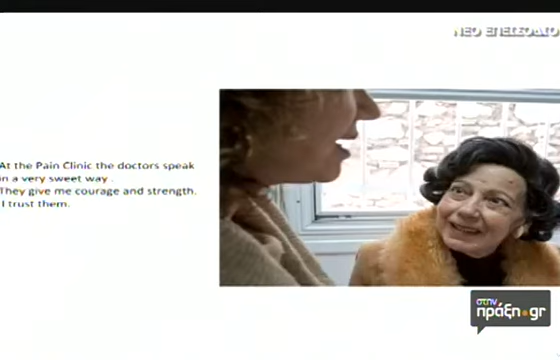 ΝΕΟ ΕΠΕΙΣΟΔΙΟ
At the Pain Clinic the doctors speak
in a very sweet way .
They give me courage and strength.
I trust them.
στην
πράξη.gr